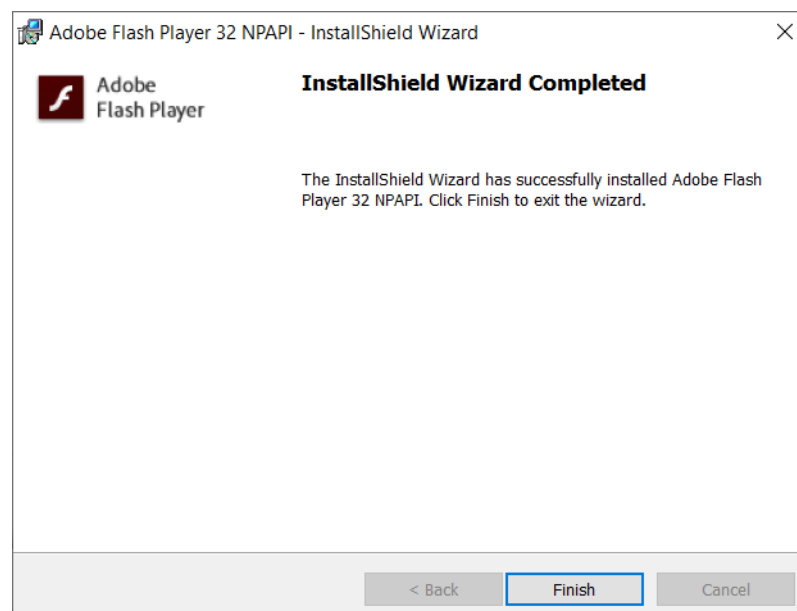 Adobe Flash Player 32 NPAPI - InstallShield Wizard
Adobe
Flash Player
InstallShield Wizard Completed
The InstallShield Wizard has successfully installed Adobe Flash
Player 32 NPAPI. Click Finish to exit the wizard.
< Back
Finish
Cancel